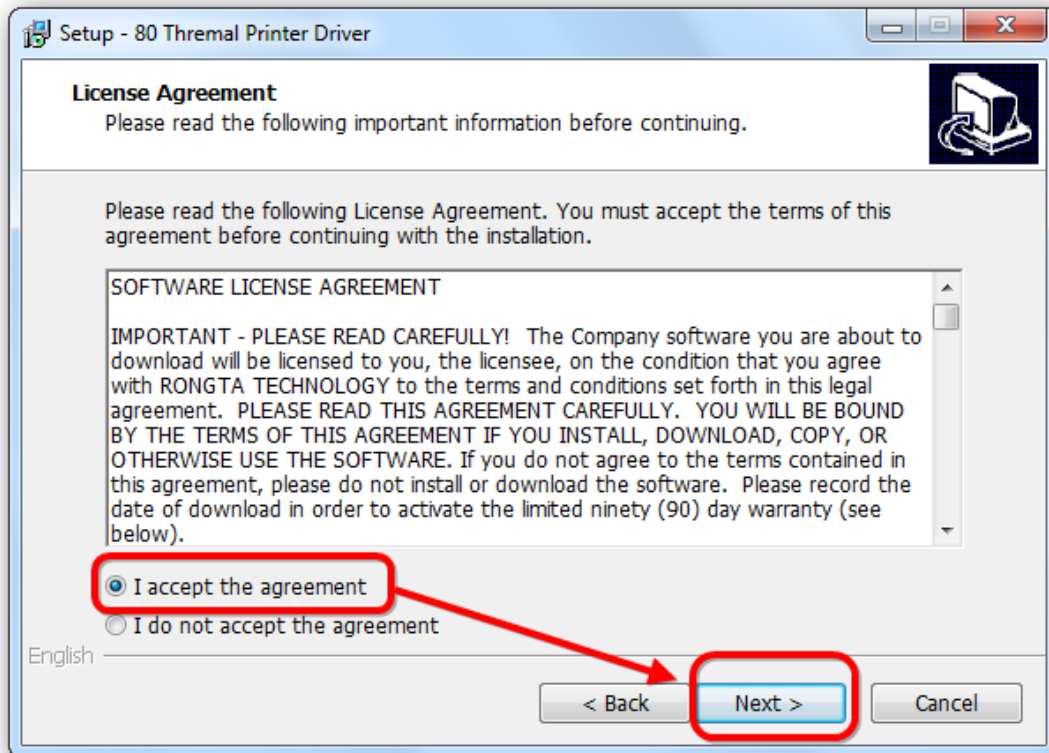 Setup - 80 Thremal Printer Driver
License Agreement
Please read the following important information before continuing.
Please read the following License Agreement. You must accept the terms of this
agreement before continuing with the installation.
SOFTWARE LICENSE AGREEMENT
IMPORTANT - PLEASE READ CAREFULLY!  The Company software you are about to
download will be licensed to you, the licensee, on the condition that you agree
with RONGTA TECHNOLOGY to the terms and conditions set forth in this legal
agreement.  PLEASE READ THIS AGREEMENT CAREFULLY.  YOU WILL BE BOUND
BY THE TERMS OF THIS AGREEMENT IF YOU INSTALL, DOWNLOAD, COPY, OR
OTHERWISE USE THE SOFTWARE. If you do not agree to the terms contained in
this agreement, please do not install or download the software.  Please record the
date of download in order to activate the limited ninety (90) day warranty (see
below).
I accept the agreement
I do not accept the agreement
English
< Back Next > Cancel